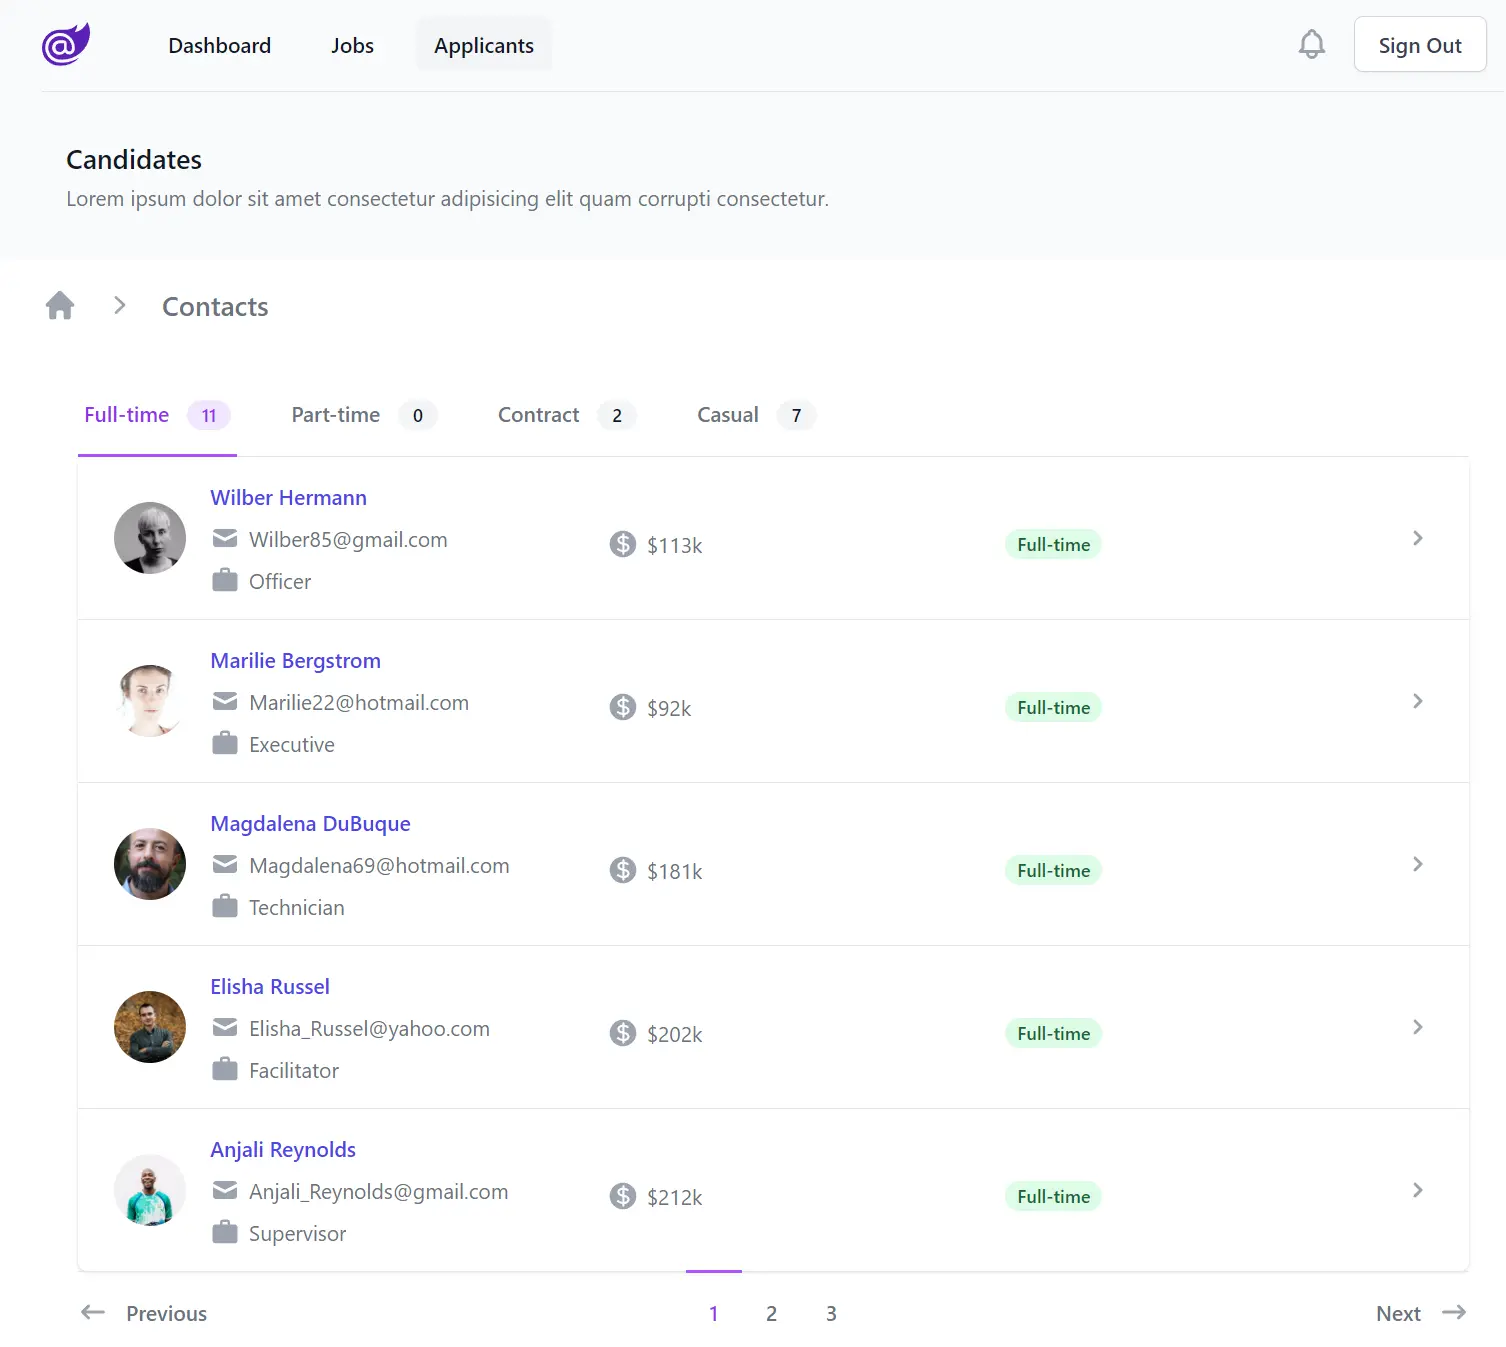 @ Dashboard Jobs Applicants Sign Out
Candidates
Lorem ipsum dolor sit amet consectetur adipisicing elit quam corrupti consectetur.
Contacts
Full-time 11 Part-time 0 Contract 2 Casual 7
Wilber Hermann
Wilber85@gmail.com
$ $113k
Full-time
Officer
Marilie Bergstrom
Marilie22@hotmail.com
$ $92k
Full-time
Executive
Magdalena DuBuque
Magdalena69@hotmail.com
$ $181k
Full-time
Technician
Elisha Russel
Elisha_Russel@yahoo.com
$ $202k
Full-time
Facilitator
Anjali Reynolds
Anjali_Reynolds@gmail.com
$ $212k
Full-time
Supervisor
Previous 1 2 3 Next